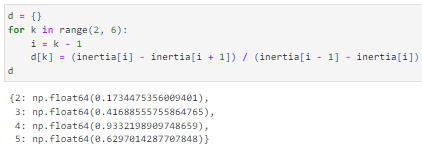 d = {}
for k in range(2, 6):
    i = k - 1
    d[k] = (inertia[i] - inertia[i + 1]) / (inertia[i - 1] - inertia[i])
d
{2: np.float64(0.1734475356009401),
 3: np.float64(0.41688555755864765),
 4: np.float64(0.9332198909748659),
 5: np.float64(0.6297014287707848)}